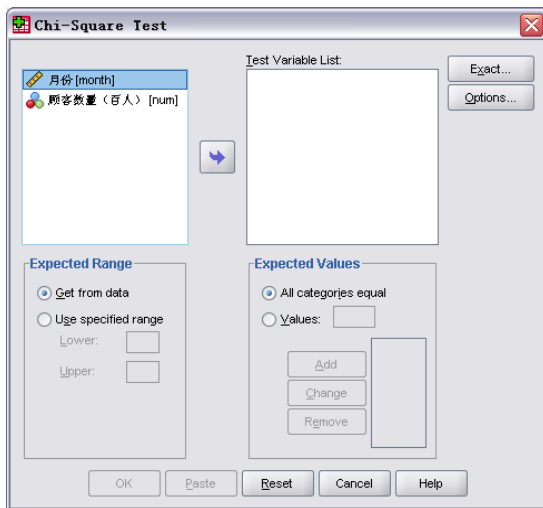 Chi-Square Test
Test Variable List:
月份 [month]
顾客数量（百人） [num]
Exact...
Options...
Expected Range
Get from data
Use specified range
Lower:
Upper:
Expected Values
All categories equal
Values:
Add
Change
Remove
OK
Paste
Reset
Cancel
Help